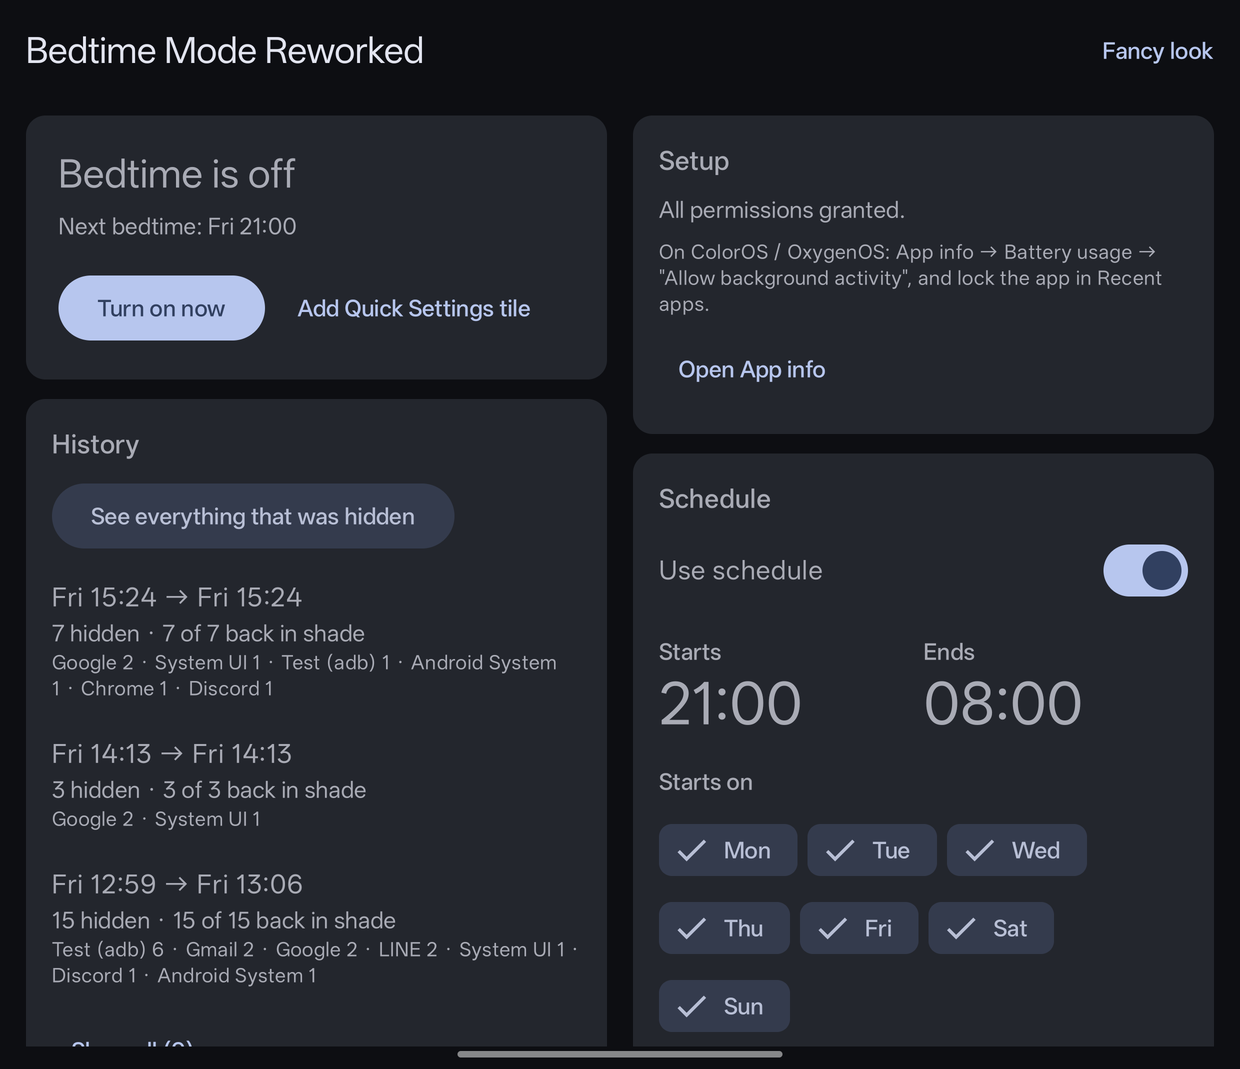 Bedtime Mode Reworked
Fancy look
Bedtime is off
Next bedtime: Fri 21:00
Turn on now
Add Quick Settings tile
History
See everything that was hidden
Fri 15:24 → Fri 15:24
7 hidden · 7 of 7 back in shade
Google 2 · System UI 1 · Test (adb) 1 · Android System
1 · Chrome 1 · Discord 1
Fri 14:13 → Fri 14:13
3 hidden · 3 of 3 back in shade
Google 2 · System UI 1
Fri 12:59 → Fri 13:06
15 hidden · 15 of 15 back in shade
Test (adb) 6 · Gmail 2 · Google 2 · LINE 2 · System UI 1 ·
Discord 1 · Android System 1
Setup
All permissions granted.
On ColorOS / OxygenOS: App info → Battery usage →
"Allow background activity", and lock the app in Recent
apps.
Open App info
Schedule
Use schedule
Starts
Ends
21:00
08:00
Starts on
Mon
Tue
Wed
Thu
Fri
Sat
Sun